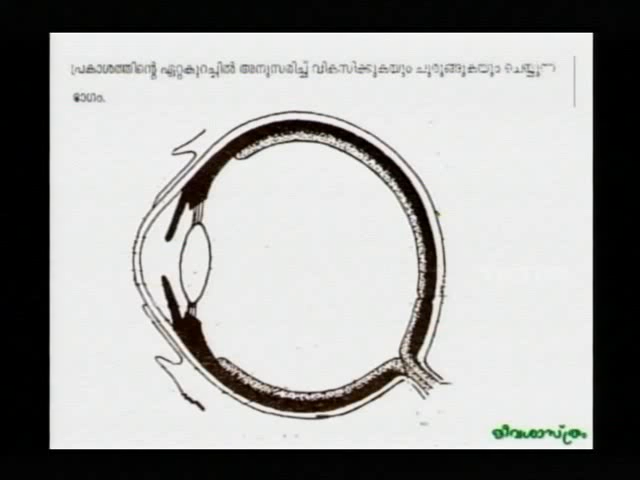 പ്രകാശത്തിന്റെ ഏറ്റകുറച്ചിൽ അനുസരിച്ച് വികസിക്കുകയും ചുരുങ്ങുകയും ചെയ്യുന്ന
ഭാഗം.
ജീവശാസ്ത്രം